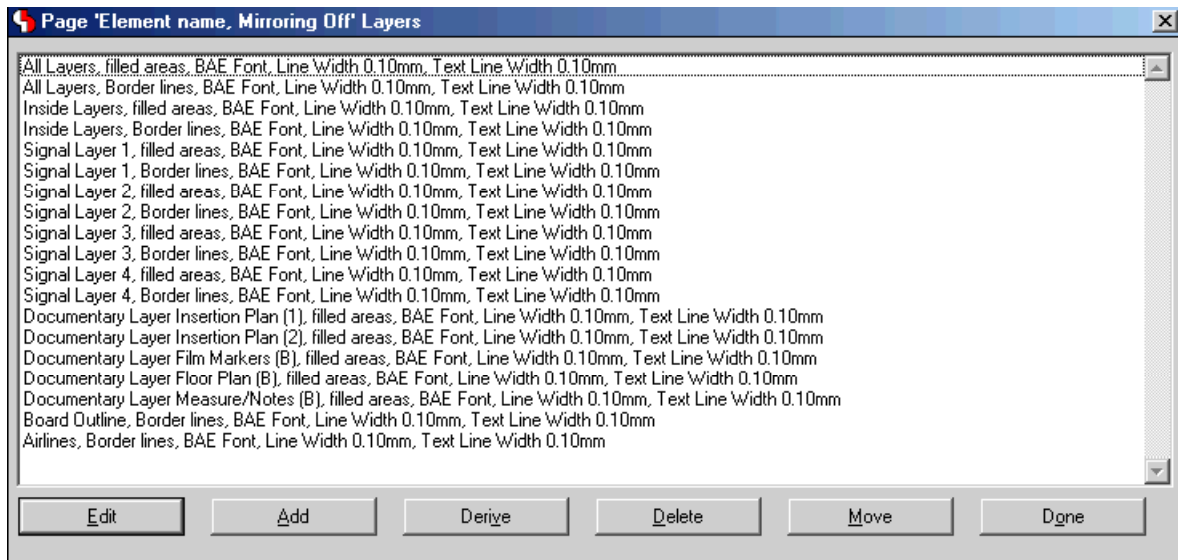 Page 'Element name, Mirroring Off' Layers
All Layers, filled areas, BAE Font, Line Width 0.10mm, Text Line Width 0.10mm
All Layers, Border lines, BAE Font, Line Width 0.10mm, Text Line Width 0.10mm
Inside Layers, filled areas, BAE Font, Line Width 0.10mm, Text Line Width 0.10mm
Inside Layers, Border lines, BAE Font, Line Width 0.10mm, Text Line Width 0.10mm
Signal Layer 1, filled areas, BAE Font, Line Width 0.10mm, Text Line Width 0.10mm
Signal Layer 1, Border lines, BAE Font, Line Width 0.10mm, Text Line Width 0.10mm
Signal Layer 2, filled areas, BAE Font, Line Width 0.10mm, Text Line Width 0.10mm
Signal Layer 2, Border lines, BAE Font, Line Width 0.10mm, Text Line Width 0.10mm
Signal Layer 3, filled areas, BAE Font, Line Width 0.10mm, Text Line Width 0.10mm
Signal Layer 3, Border lines, BAE Font, Line Width 0.10mm, Text Line Width 0.10mm
Signal Layer 4, filled areas, BAE Font, Line Width 0.10mm, Text Line Width 0.10mm
Signal Layer 4, Border lines, BAE Font, Line Width 0.10mm, Text Line Width 0.10mm
Documentary Layer Insertion Plan (1), filled areas, BAE Font, Line Width 0.10mm, Text Line Width 0.10mm
Documentary Layer Insertion Plan (2), filled areas, BAE Font, Line Width 0.10mm, Text Line Width 0.10mm
Documentary Layer Film Markers (B), filled areas, BAE Font, Line Width 0.10mm, Text Line Width 0.10mm
Documentary Layer Floor Plan (B), filled areas, BAE Font, Line Width 0.10mm, Text Line Width 0.10mm
Documentary Layer Measure/Notes (B), filled areas, BAE Font, Line Width 0.10mm, Text Line Width 0.10mm
Board Outline, Border lines, BAE Font, Line Width 0.10mm, Text Line Width 0.10mm
Airlines, Border lines, BAE Font, Line Width 0.10mm, Text Line Width 0.10mm
Edit Add Derive Delete Move Done